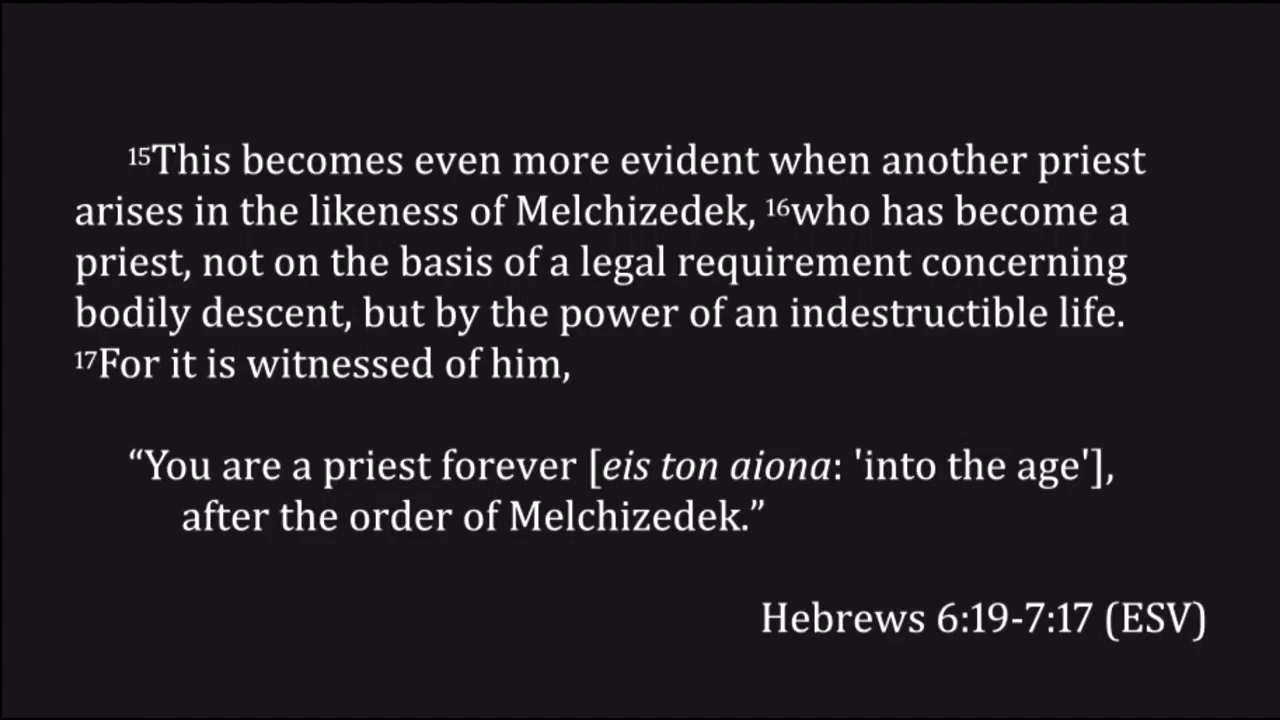 15This becomes even more evident when another priest
arises in the likeness of Melchizedek, 16who has become a
priest, not on the basis of a legal requirement concerning
bodily descent, but by the power of an indestructible life.
17For it is witnessed of him,
“You are a priest forever [eis ton aiona: 'into the age'],
after the order of Melchizedek.”
Hebrews 6:19-7:17 (ESV)